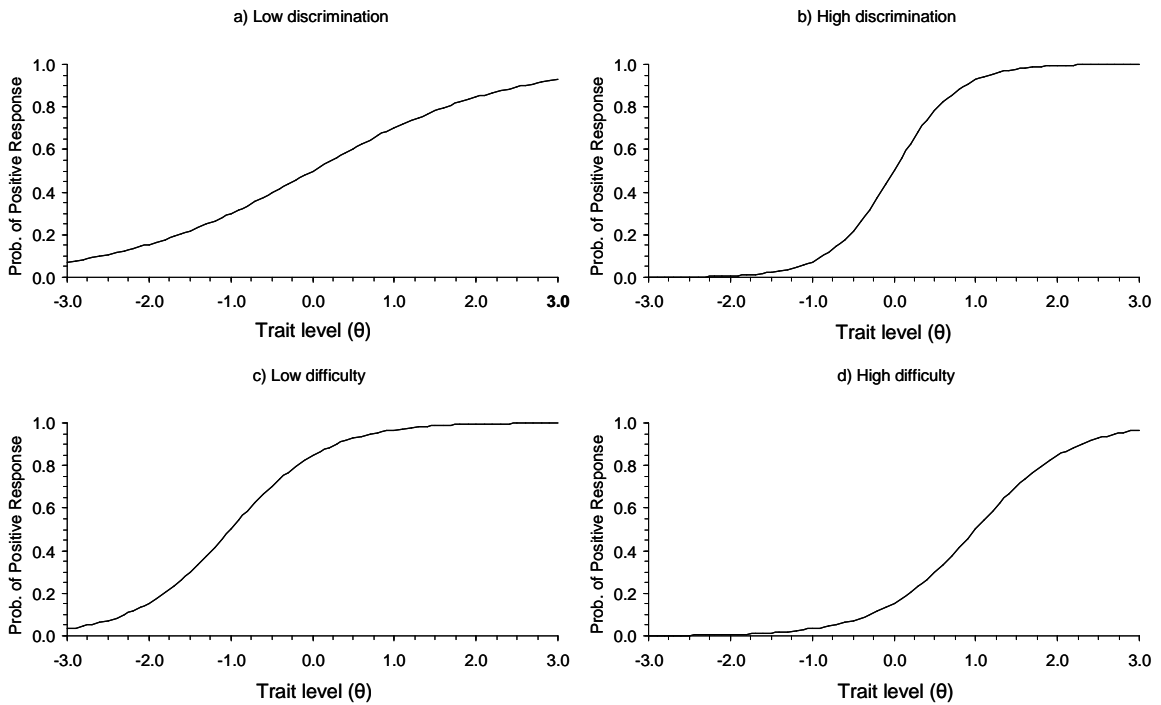 a) Low discrimination
b) High discrimination
Prob. of Positive Response
1.0
0.8
0.6
0.4
0.2
0.0
-3.0 -2.0 -1.0 0.0 1.0 2.0 3.0
Trait level (θ)
Prob. of Positive Response
1.0
0.8
0.6
0.4
0.2
0.0
-3.0 -2.0 -1.0 0.0 1.0 2.0 3.0
Trait level (θ)
c) Low difficulty
d) High difficulty
Prob. of Positive Response
1.0
0.8
0.6
0.4
0.2
0.0
-3.0 -2.0 -1.0 0.0 1.0 2.0 3.0
Trait level (θ)
Prob. of Positive Response
1.0
0.8
0.6
0.4
0.2
0.0
-3.0 -2.0 -1.0 0.0 1.0 2.0 3.0
Trait level (θ)